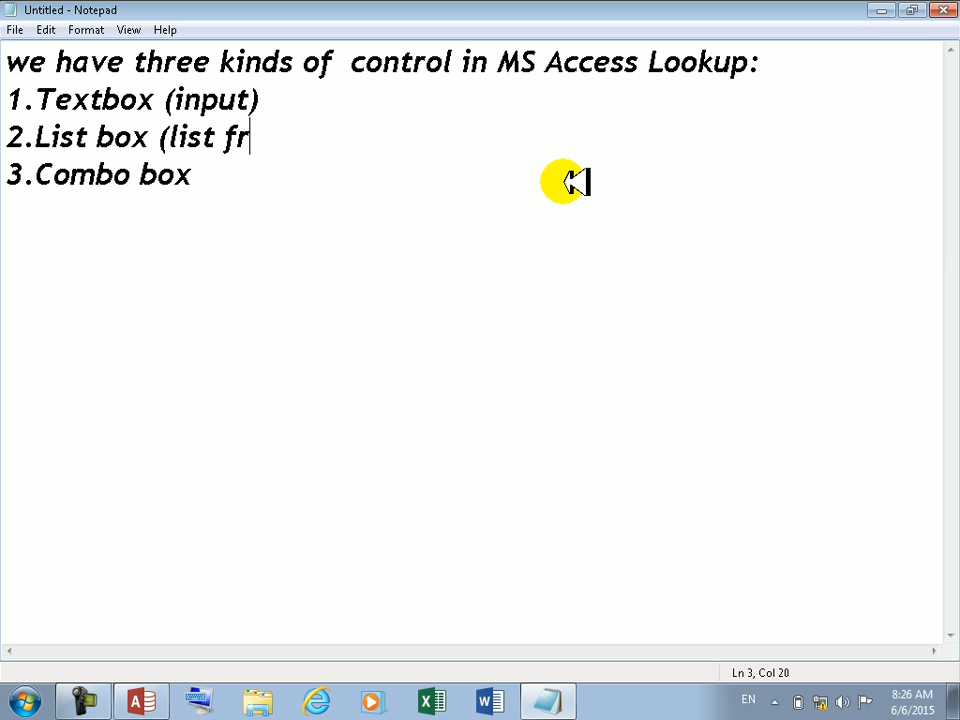 Untitled - Notepad
File Edit Format View Help
we have three kinds of  control in MS Access Lookup:
1.Textbox (input)
2.List box (list fr
3.Combo box
Ln 3, Col 20
EN
8:26 AM
6/6/2015